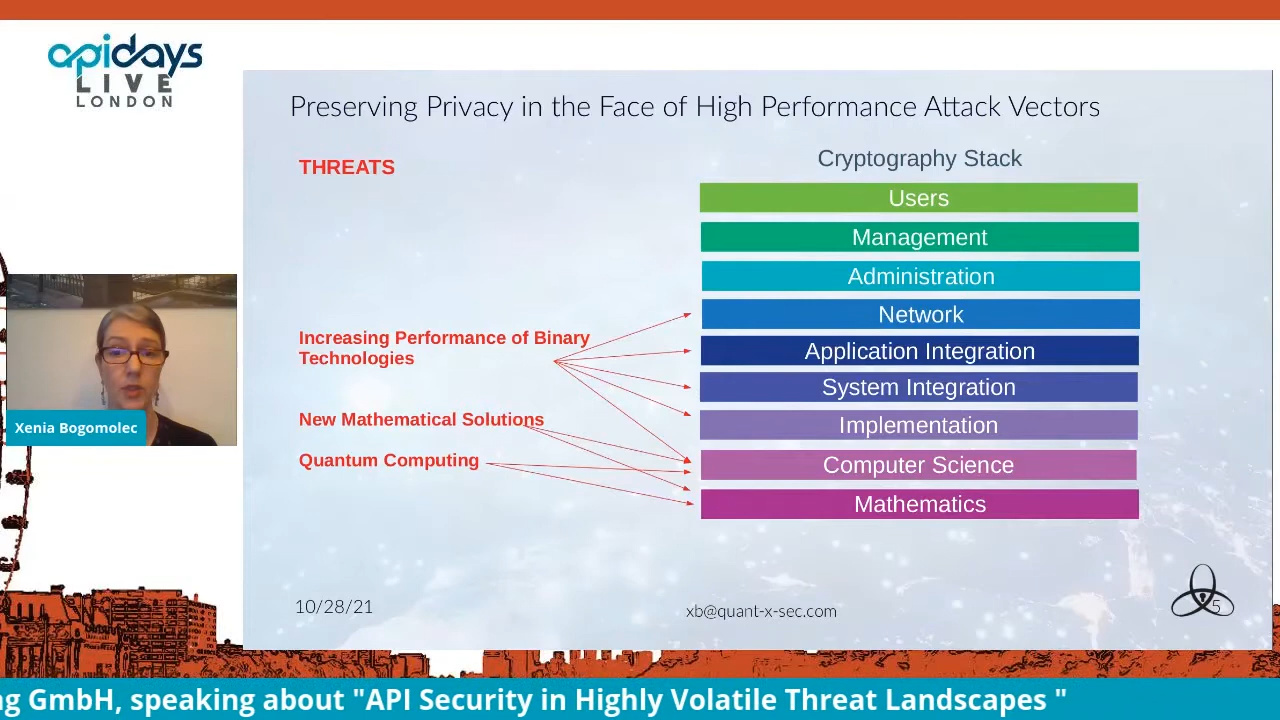 apidays
LIVE
LONDON
Preserving Privacy in the Face of High Performance Attack Vectors
THREATS
Cryptography Stack
Users
Management
Administration
Network
Increasing Performance of Binary
Technologies
Application Integration
System Integration
New Mathematical Solutions
Implementation
Quantum Computing
Computer Science
Mathematics
Xenia Bogomolec
10/28/21
xb@quant-x-sec.com
5
GmbH, speaking about "API Security in Highly Volatile Threat Landscapes "